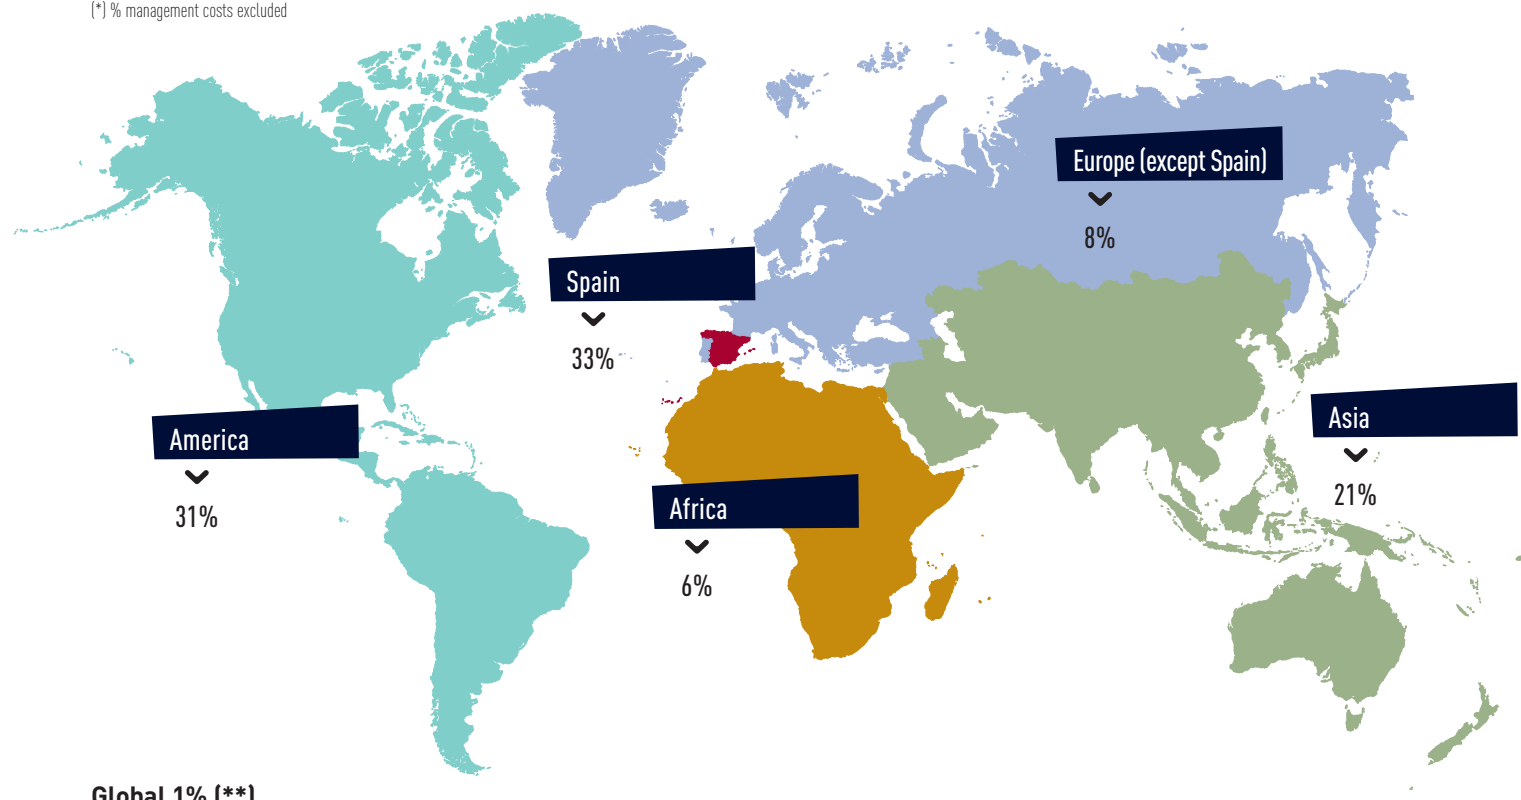 (*) % management costs excluded
Europe (except Spain)
8%
Spain
33%
America
31%
Asia
21%
Africa
6%
Global 1% (**)